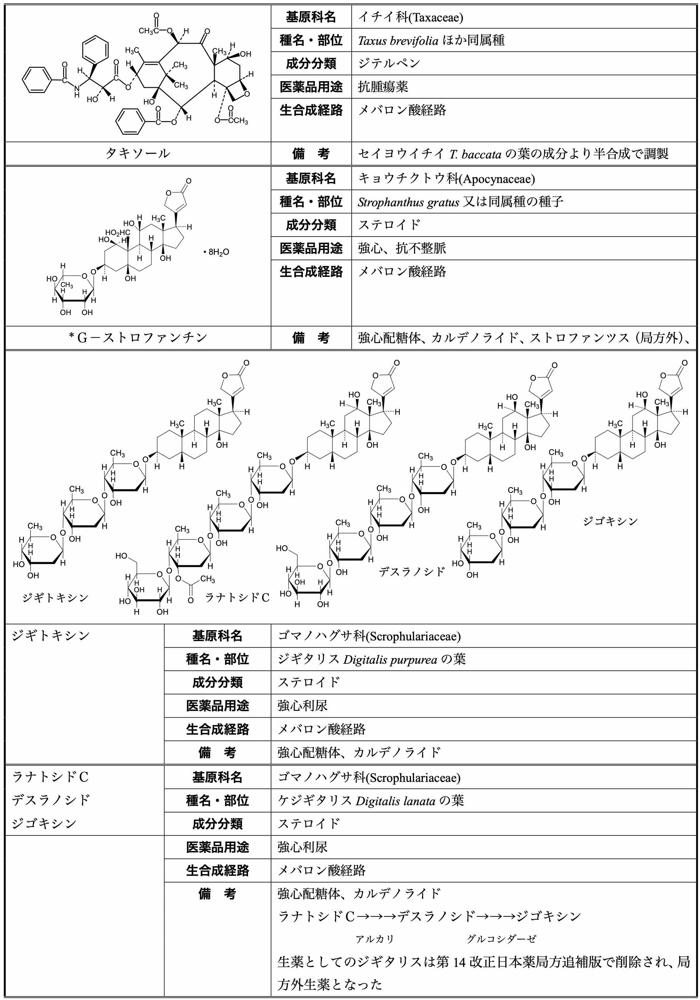 基原科名 イチイ科(Taxaceae)
種名・部位 Taxus brevifolia ほか同属種
成分分類 ジテルペン
医薬品用途 抗腫瘍薬
生合成経路 メバロン酸経路
タキソール 備 考 セイヨウイチイ T. baccata の葉の成分より半合成で調製
基原科名 キョウチクトウ科(Apocynaceae)
種名・部位 Strophanthus gratus 又は同属種の種子
成分分類 ステロイド
医薬品用途 強心、抗不整脈
生合成経路 メバロン酸経路
・8H₂O
*G－ストロファンチン 備 考 強心配糖体、カルデノライド、ストロファンツス（局方外）、
ジゴキシン
デスラノシド
ジギトキシン
ラナトシドC
ジギトキシン 基原科名 ゴマノハグサ科(Scrophulariaceae)
種名・部位 ジギタリス Digitalis purpurea の葉
成分分類 ステロイド
医薬品用途 強心利尿
生合成経路 メバロン酸経路
備 考 強心配糖体、カルデノライド
ラナトシドC 基原科名 ゴマノハグサ科(Scrophulariaceae)
デスラノシド 種名・部位 ケジギタリス Digitalis lanata の葉
ジゴキシン 成分分類 ステロイド
医薬品用途 強心利尿
生合成経路 メバロン酸経路
備 考 強心配糖体、カルデノライド
ラナトシドC→→→デスラノシド→→→ジゴキシン
アルカリ グルコシダーゼ
生薬としてのジギタリスは第 14 改正日本薬局方追補版で削除され、局
方外生薬となった